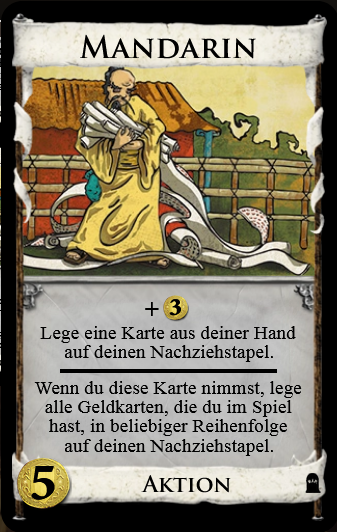 MANDARIN
+ 3
Lege eine Karte aus deiner Hand
auf deinen Nachziehstapel.
Wenn du diese Karte nimmst, lege
alle Geldkarten, die du im Spiel
hast, in beliebiger Reihenfolge
auf deinen Nachziehstapel.
5
AKTION